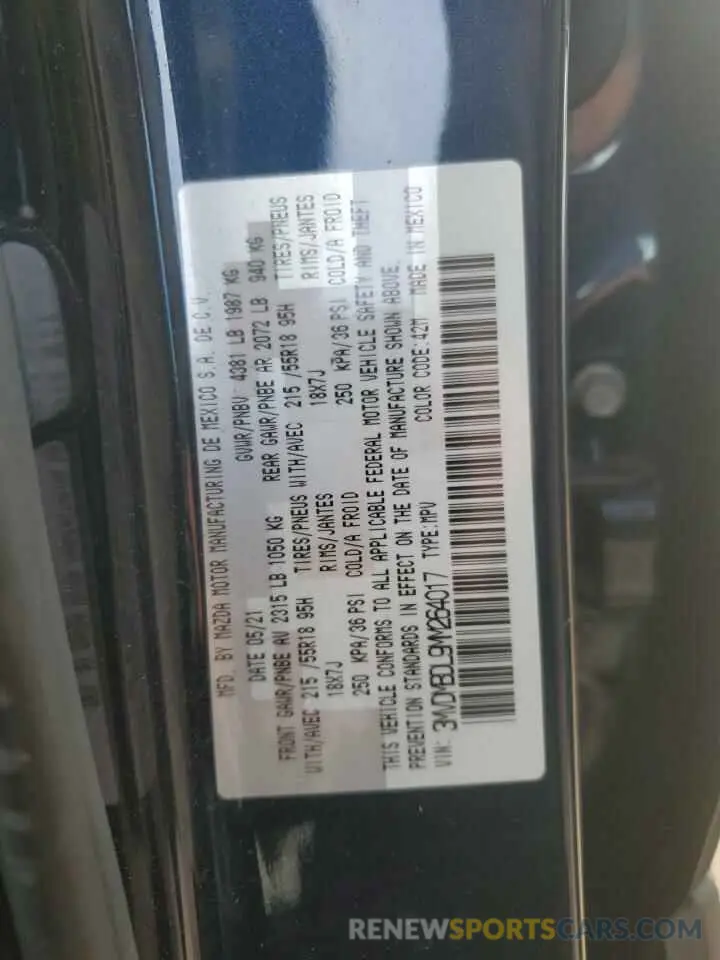 MFD. BY MAZDA MOTOR MANUFACTURING DE MEXICO S.A. DE C.V.
DATE 05/21 GVWR/PNBV 4381 LB 1987 KG
FRONT GAWR/PNBE AV 2315 LB 1050 KG REAR GAWR/PNBE AR 2072 LB 940 KG
WITH/AVEC 215 /55R18 95H TIRES/PNEUS WITH/AVEC 215 /55R18 95H TIRES/PNEUS
18X7J RIMS/JANTES 18X7J RIMS/JANTES
250 KPA/36 PSI COLD/A FROID 250 KPA/36 PSI COLD/A FROID
THIS VEHICLE CONFORMS TO ALL APPLICABLE FEDERAL MOTOR VEHICLE SAFETY AND THEFT
PREVENTION STANDARDS IN EFFECT ON THE DATE OF MANUFACTURE SHOWN ABOVE.
VIN: 3MVDMBDL9MM264017 TYPE:MPV COLOR CODE:42M MADE IN MEXICO
RENEWSPORTSCARS.COM